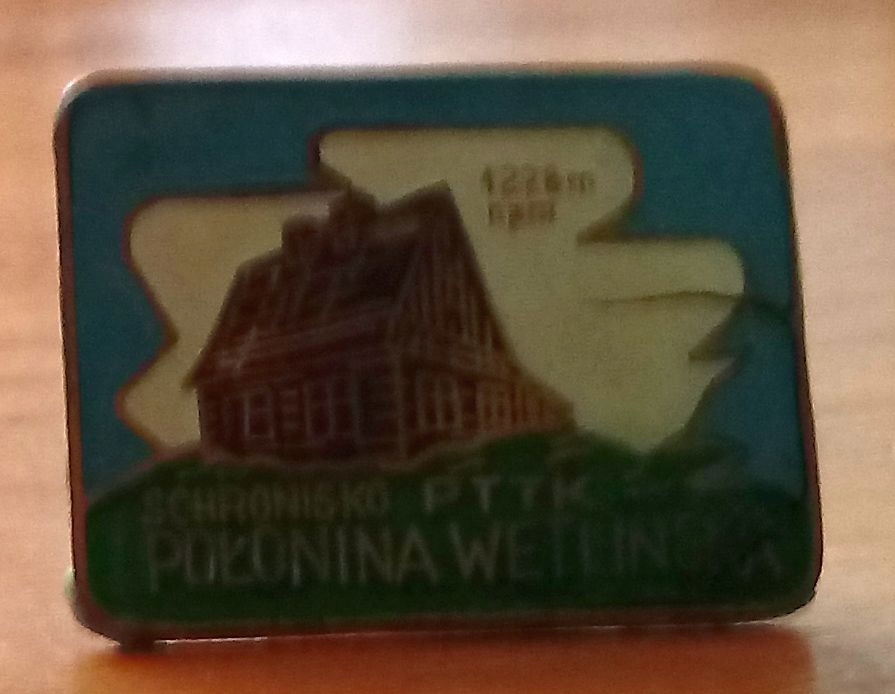 1228m
npm
SCHRONISKO PTTK
POŁONINA WETLIŃSKA